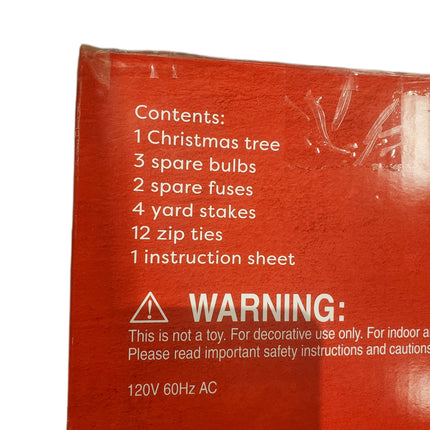 Contents:
1 Christmas tree
3 spare bulbs
2 spare fuses
4 yard stakes
12 zip ties
1 instruction sheet
WARNING:
This is not a toy. For decorative use only. For indoor a
Please read important safety instructions and cautions
120V 60Hz AC